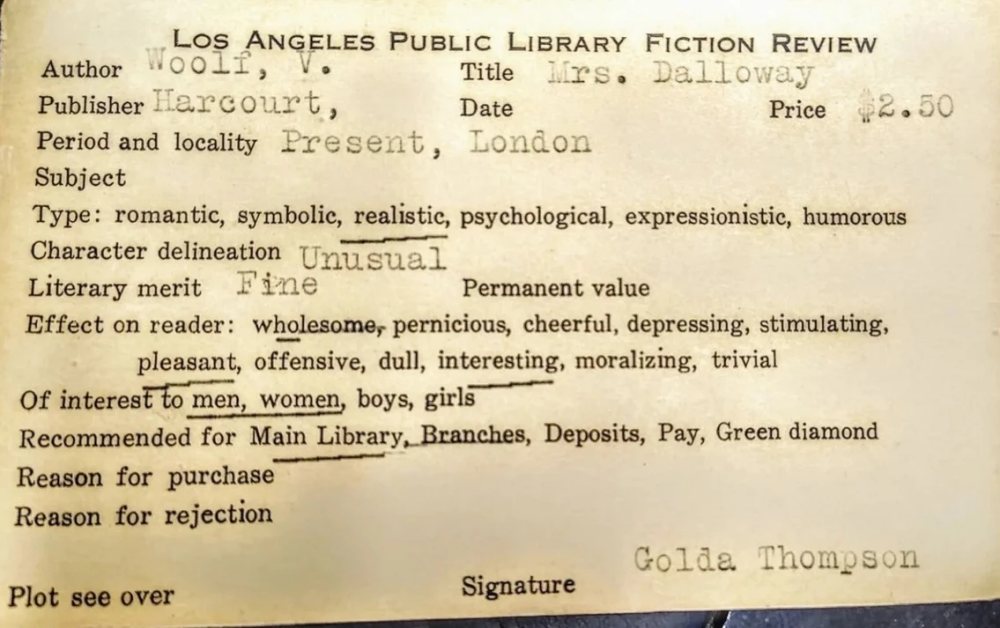 LOS ANGELES PUBLIC LIBRARY FICTION REVIEW
Author Woolf, V. Title Mrs. Dalloway
Publisher Harcourt, Date Price $2.50
Period and locality Present, London
Subject
Type: romantic, symbolic, realistic, psychological, expressionistic, humorous
Character delineation Unusual
Literary merit Fine Permanent value
Effect on reader: wholesome, pernicious, cheerful, depressing, stimulating,
pleasant, offensive, dull, interesting, moralizing, trivial
Of interest to men, women, boys, girls
Recommended for Main Library, Branches, Deposits, Pay, Green diamond
Reason for purchase
Reason for rejection
Golda Thompson
Plot see over Signature